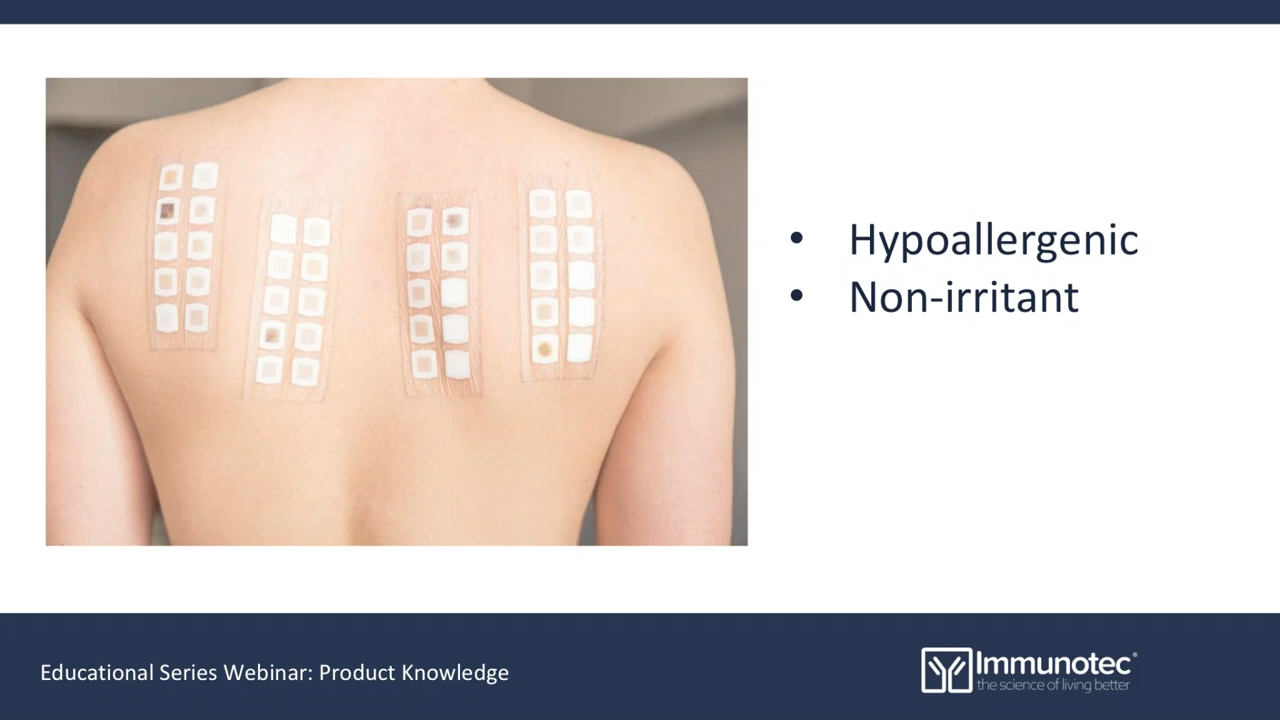 • Hypoallergenic
• Non-irritant
Educational Series Webinar: Product Knowledge
Immunotec®
the science of living better